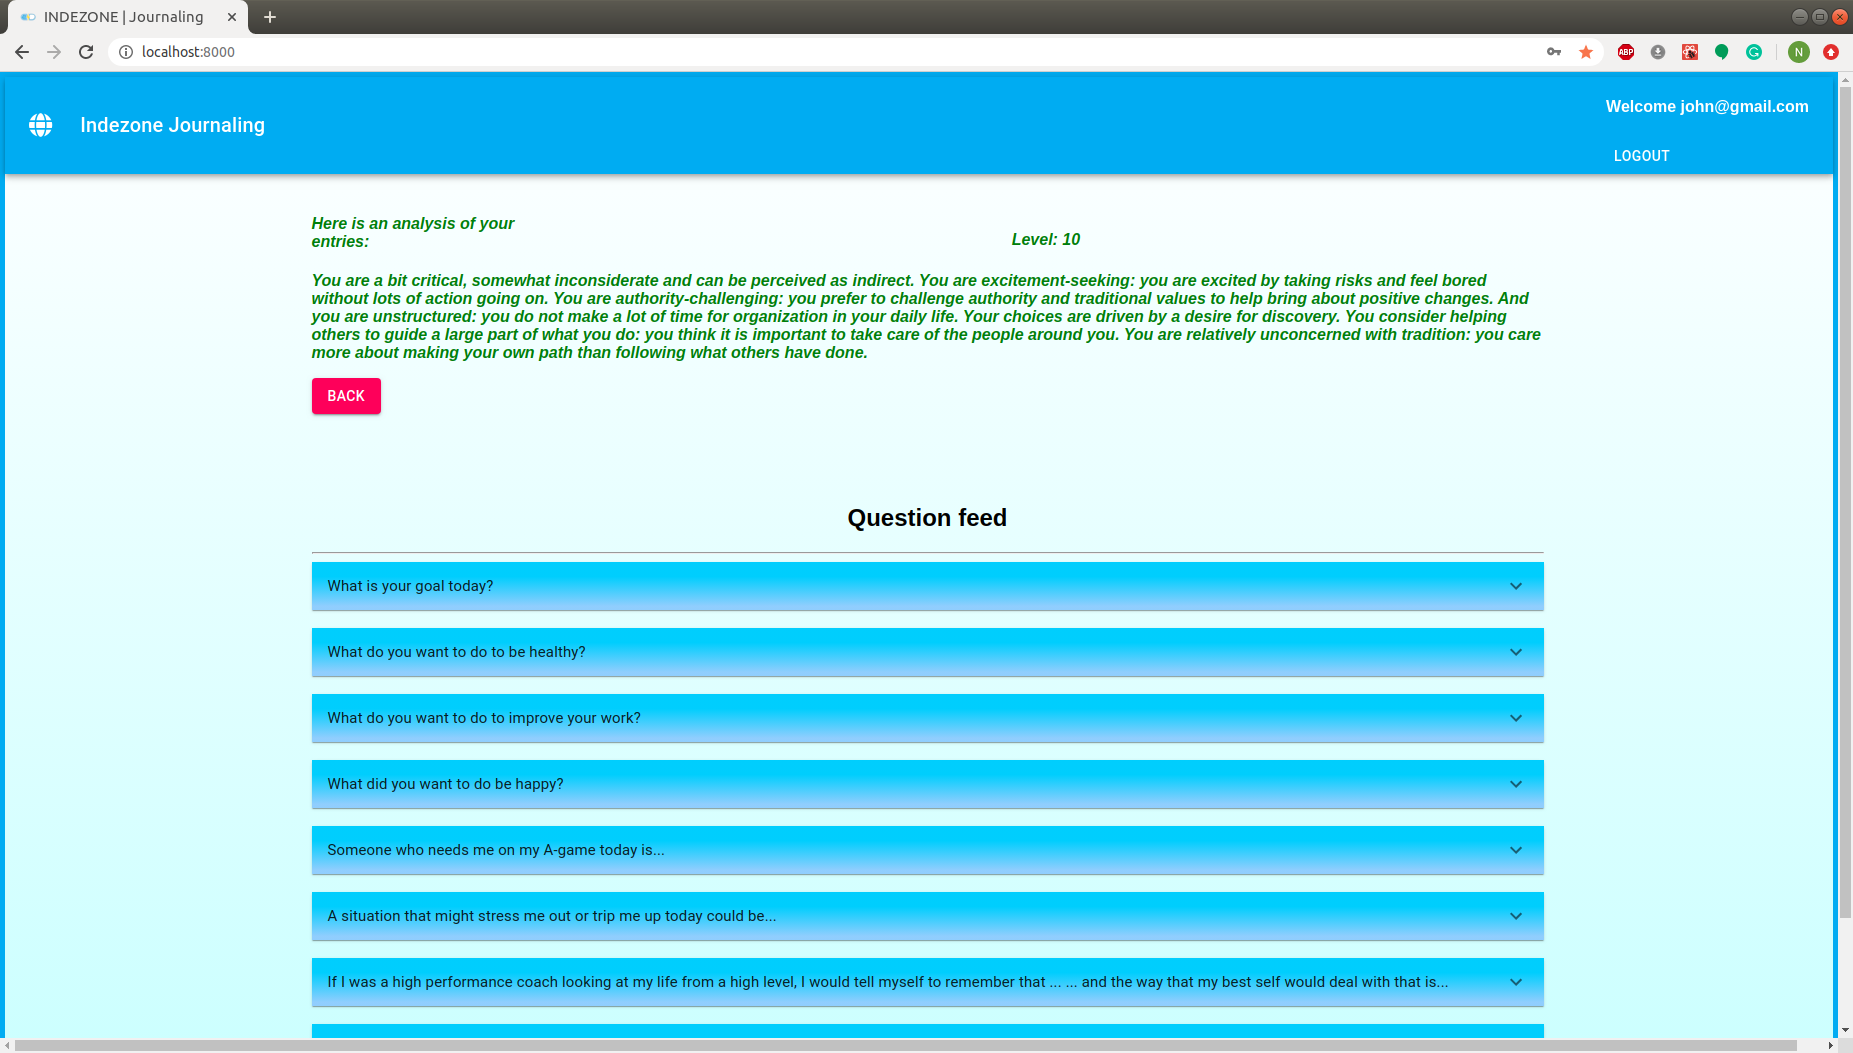 INDEZONE | Journaling
localhost:8000
ABP
G
N
Indezone Journaling
Welcome john@gmail.com
LOGOUT
Here is an analysis of your
entries:
Level: 10
You are a bit critical, somewhat inconsiderate and can be perceived as indirect. You are excitement-seeking: you are excited by taking risks and feel bored
without lots of action going on. You are authority-challenging: you prefer to challenge authority and traditional values to help bring about positive changes. And
you are unstructured: you do not make a lot of time for organization in your daily life. Your choices are driven by a desire for discovery. You consider helping
others to guide a large part of what you do: you think it is important to take care of the people around you. You are relatively unconcerned with tradition: you care
more about making your own path than following what others have done.
BACK
Question feed
What is your goal today?
What do you want to do to be healthy?
What do you want to do to improve your work?
What did you want to do be happy?
Someone who needs me on my A-game today is...
A situation that might stress me out or trip me up today could be...
If I was a high performance coach looking at my life from a high level, I would tell myself to remember that ... ... and the way that my best self would deal with that is...